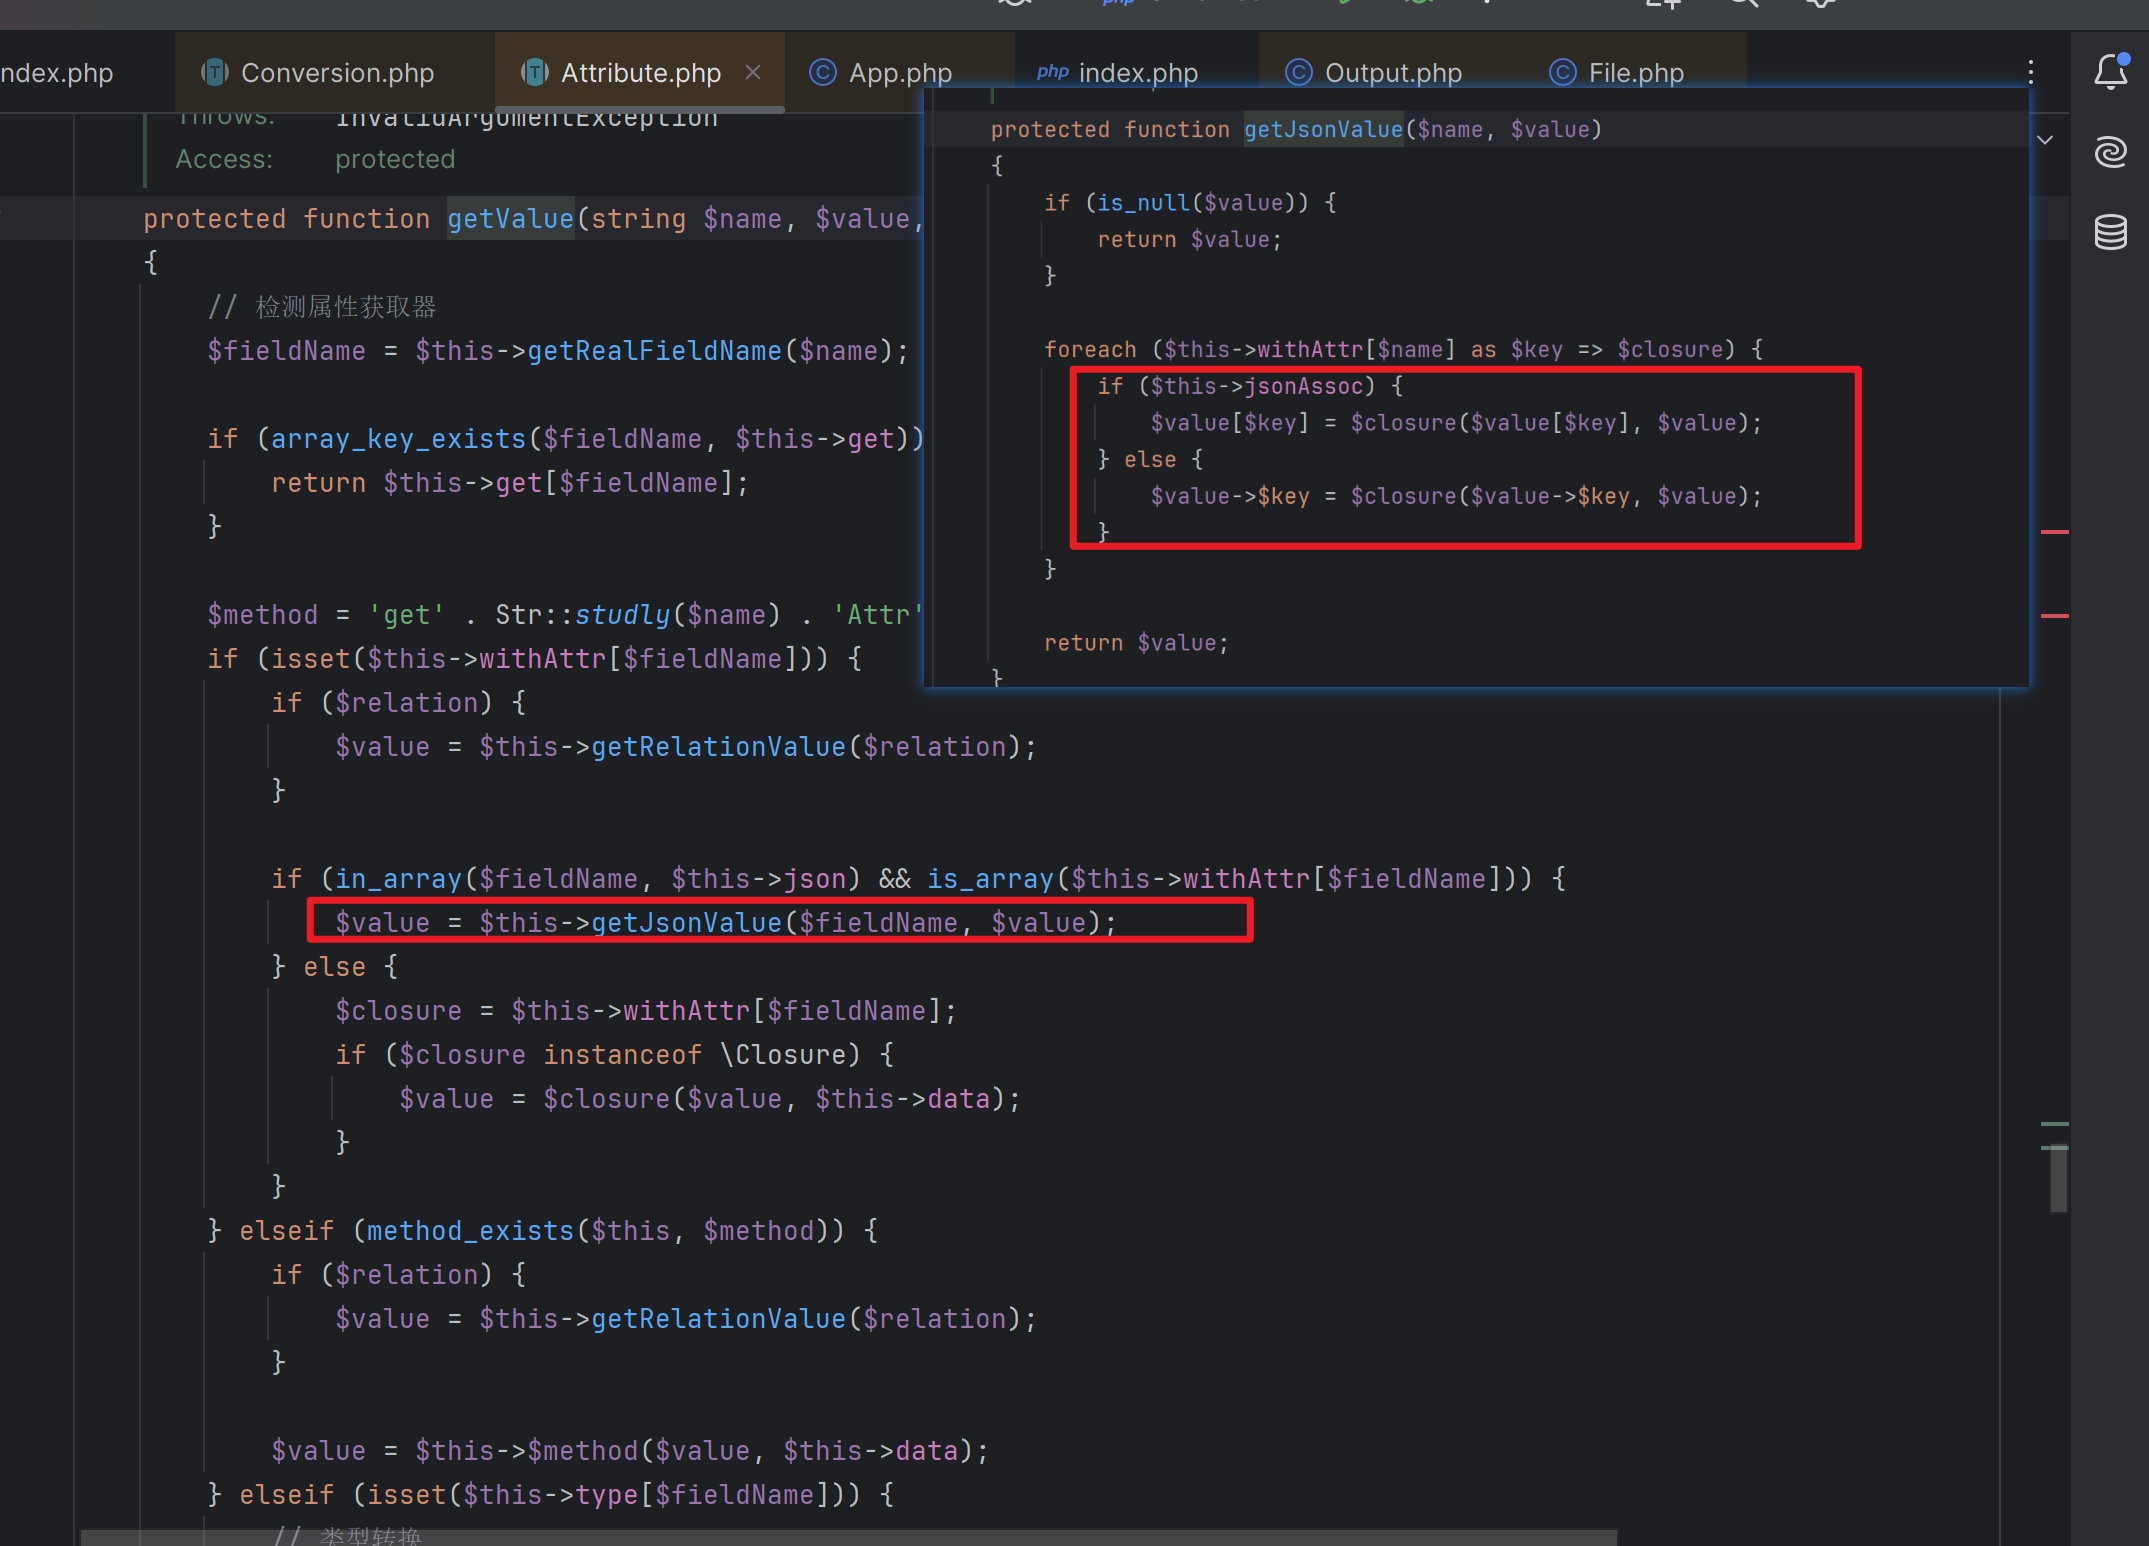 ndex.php
Conversion.php
Attribute.php
App.php
php index.php
Output.php
File.php
Throws: InvalidArgumentException
Access: protected
protected function getValue(string $name, $value,
{
// 检测属性获取器
$fieldName = $this->getRealFieldName($name);
if (array_key_exists($fieldName, $this->get))
return $this->get[$fieldName];
}
$method = 'get' . Str::studly($name) . 'Attr'
if (isset($this->withAttr[$fieldName])) {
if ($relation) {
$value = $this->getRelationValue($relation);
}
if (in_array($fieldName, $this->json) && is_array($this->withAttr[$fieldName])) {
$value = $this->getJsonValue($fieldName, $value);
} else {
$closure = $this->withAttr[$fieldName];
if ($closure instanceof \Closure) {
$value = $closure($value, $this->data);
}
}
} elseif (method_exists($this, $method)) {
if ($relation) {
$value = $this->getRelationValue($relation);
}
$value = $this->$method($value, $this->data);
} elseif (isset($this->type[$fieldName])) {
// 类型转换
protected function getJsonValue($name, $value)
{
if (is_null($value)) {
return $value;
}
foreach ($this->withAttr[$name] as $key => $closure) {
if ($this->jsonAssoc) {
$value[$key] = $closure($value[$key], $value);
} else {
$value->$key = $closure($value->$key, $value);
}
}
return $value;
}